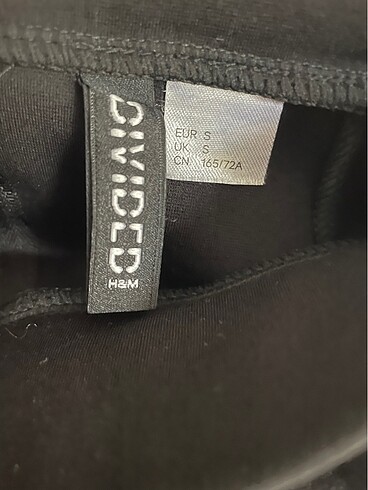 DIVIDED
H&M
EUR S
UK S
CN 165/72A